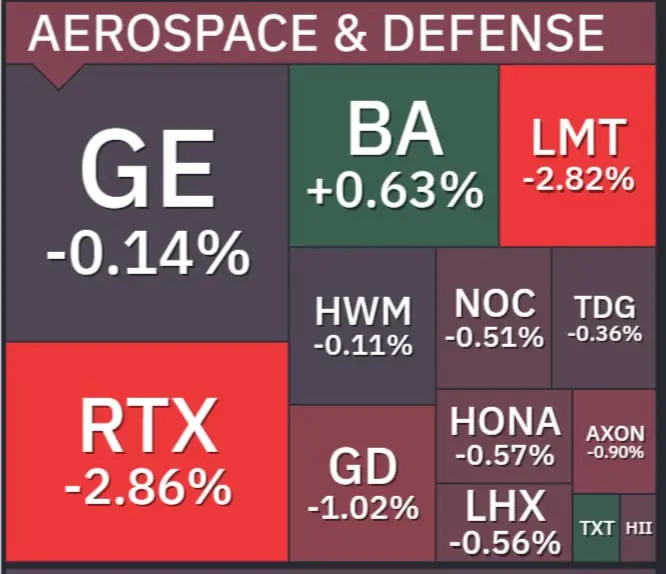 AEROSPACE & DEFENSE
GE
-0.14%
BA
+0.63%
LMT
-2.82%
HWM
-0.11%
NOC
-0.51%
TDG
-0.36%
RTX
-2.86%
GD
-1.02%
HONA
-0.57%
AXON
-0.90%
LHX
-0.56%
TXT
HII